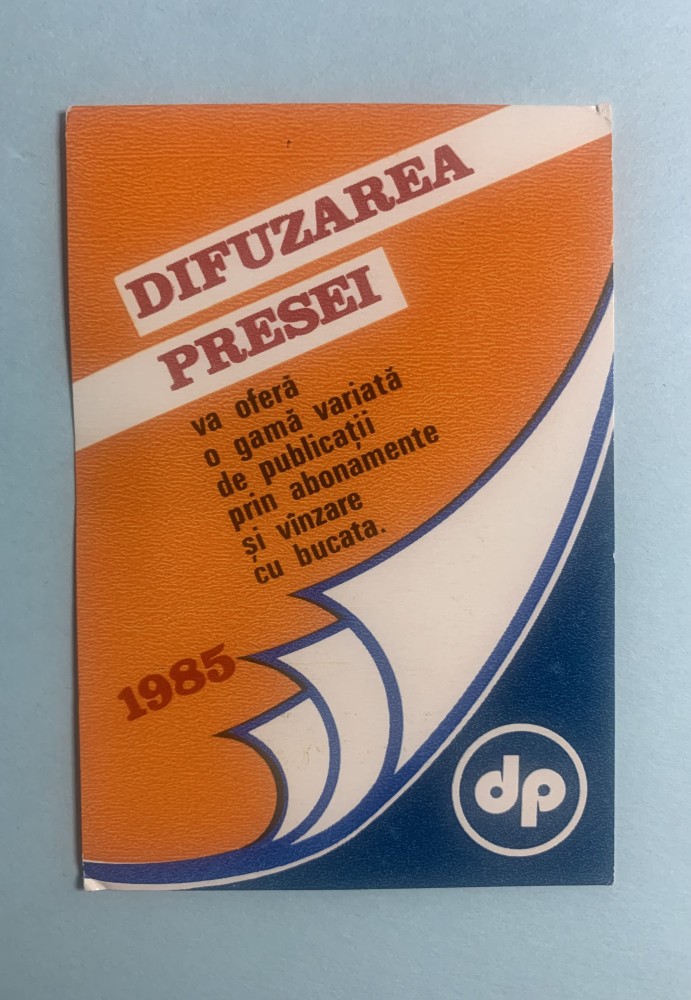 DIFUZAREA
PRESEI
va oferă
o gamă variată
de publicații
prin abonamente
și vînzare
cu bucata.
1985
dp